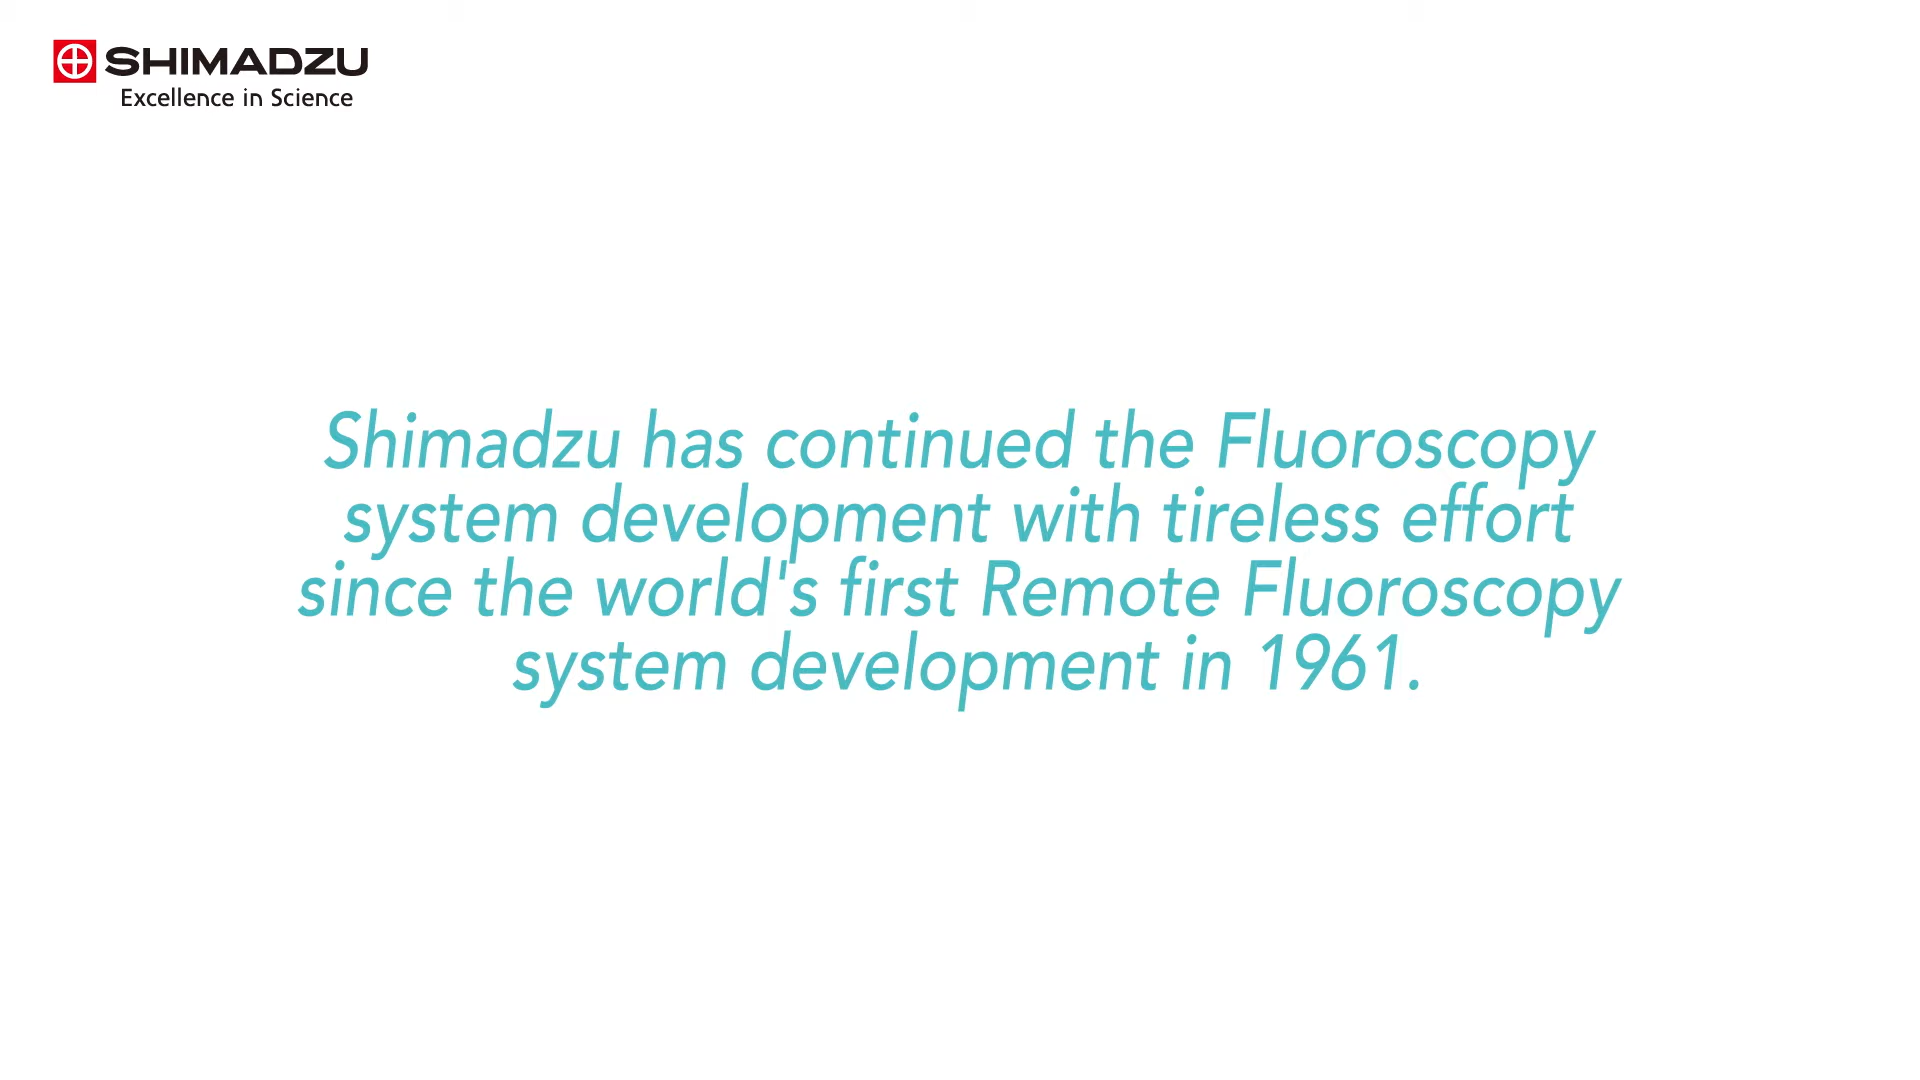 SHIMADZU
Excellence in Science
Shimadzu has continued the Fluoroscopy
system development with tireless effort
since the world's first Remote Fluoroscopy
system development in 1961.